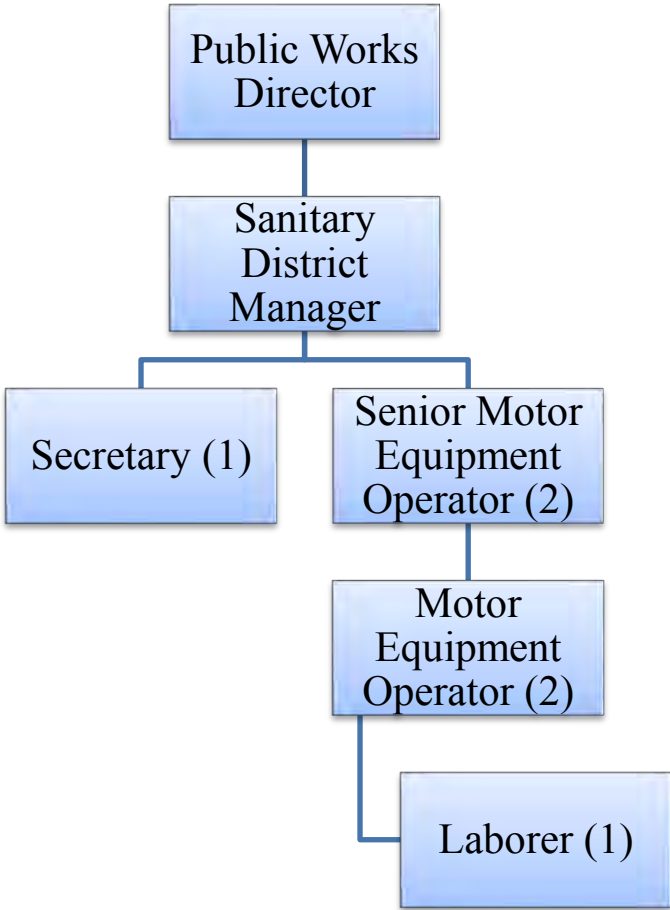 Public Works
Director
Sanitary
District
Manager
Secretary (1)
Senior Motor
Equipment
Operator (2)
Motor
Equipment
Operator (2)
Laborer (1)